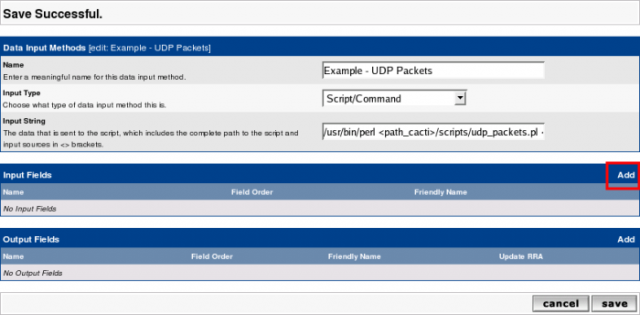 Save Successful.
Data Input Methods [edit: Example - UDP Packets]
Name
Enter a meaningful name for this data input method.
Example - UDP Packets
Input Type
Choose what type of data input method this is.
Script/Command
Input String
The data that is sent to the script, which includes the complete path to the script and
input sources in <> brackets.
/usr/bin/perl <path_cacti>/scripts/udp_packets.pl
Input Fields Add
Name Field Order Friendly Name
No Input Fields
Output Fields Add
Name Field Order Friendly Name Update RRA
No Output Fields
cancel save